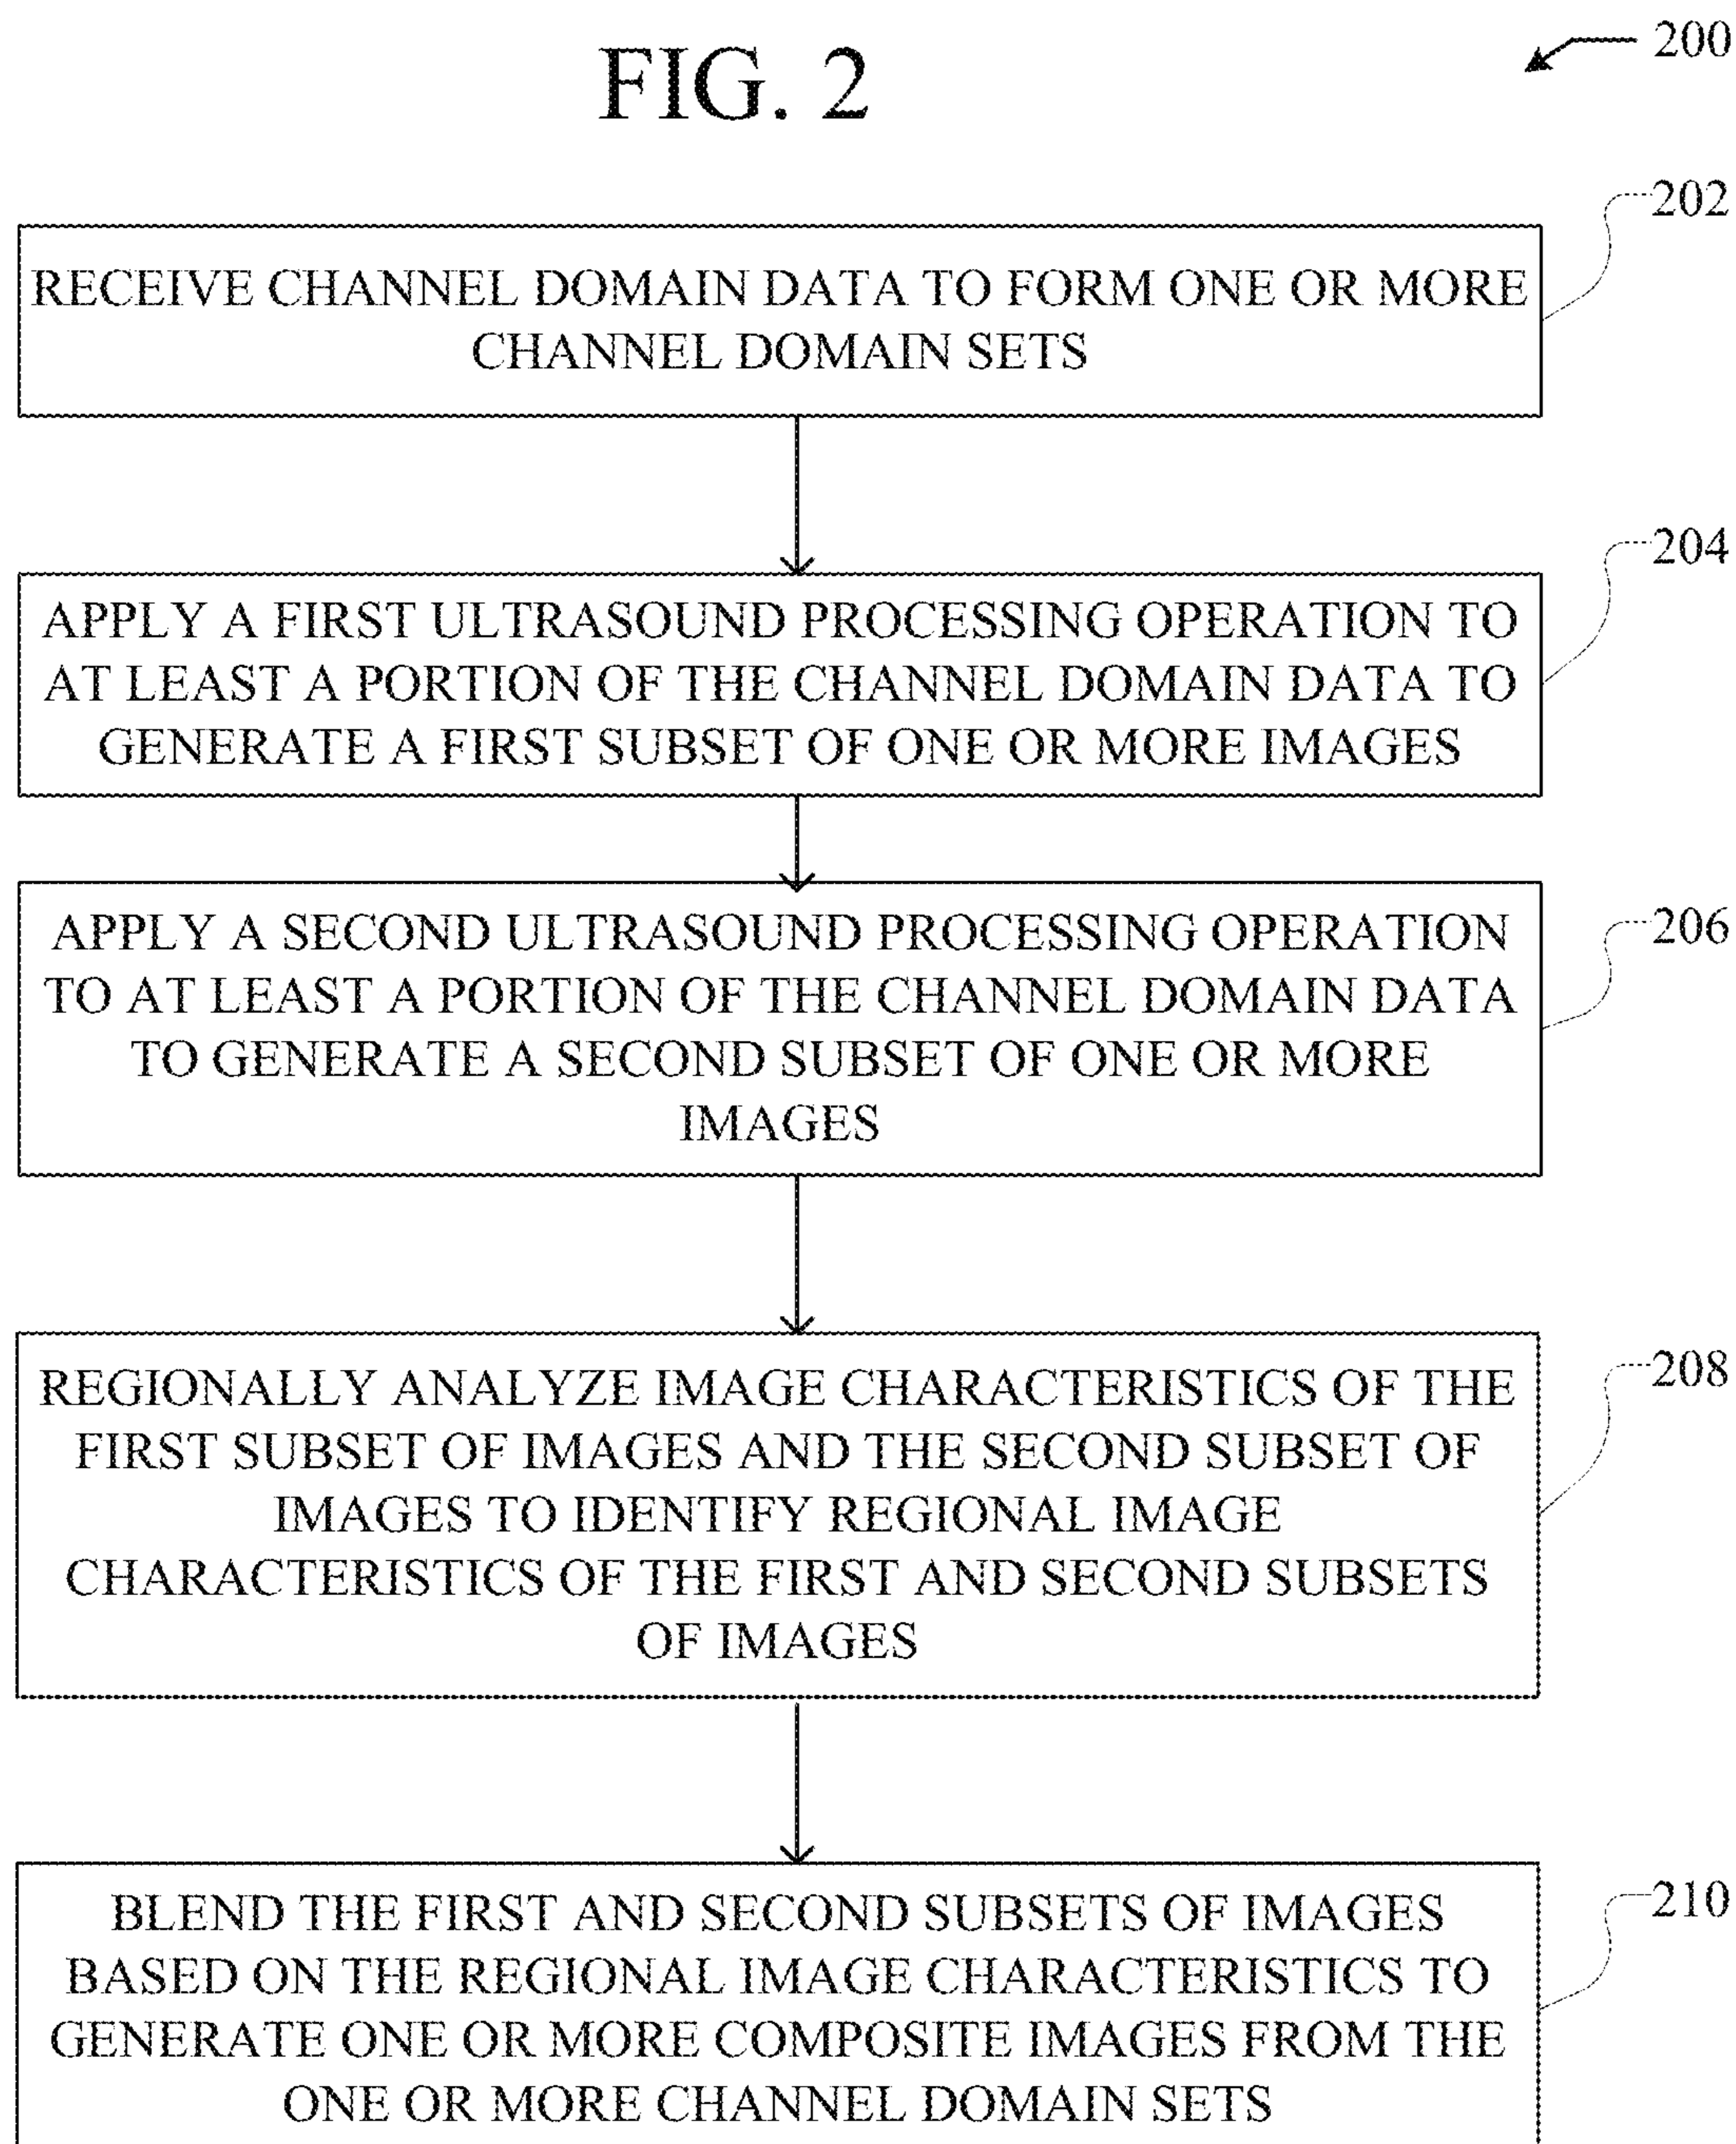 FIG. 2
200
202
RECEIVE CHANNEL DOMAIN DATA TO FORM ONE OR MORE
CHANNEL DOMAIN SETS
204
APPLY A FIRST ULTRASOUND PROCESSING OPERATION TO
AT LEAST A PORTION OF THE CHANNEL DOMAIN DATA TO
GENERATE A FIRST SUBSET OF ONE OR MORE IMAGES
206
APPLY A SECOND ULTRASOUND PROCESSING OPERATION
TO AT LEAST A PORTION OF THE CHANNEL DOMAIN DATA
TO GENERATE A SECOND SUBSET OF ONE OR MORE
IMAGES
208
REGIONALLY ANALYZE IMAGE CHARACTERISTICS OF THE
FIRST SUBSET OF IMAGES AND THE SECOND SUBSET OF
IMAGES TO IDENTIFY REGIONAL IMAGE
CHARACTERISTICS OF THE FIRST AND SECOND SUBSETS
OF IMAGES
210
BLEND THE FIRST AND SECOND SUBSETS OF IMAGES
BASED ON THE REGIONAL IMAGE CHARACTERISTICS TO
GENERATE ONE OR MORE COMPOSITE IMAGES FROM THE
ONE OR MORE CHANNEL DOMAIN SETS